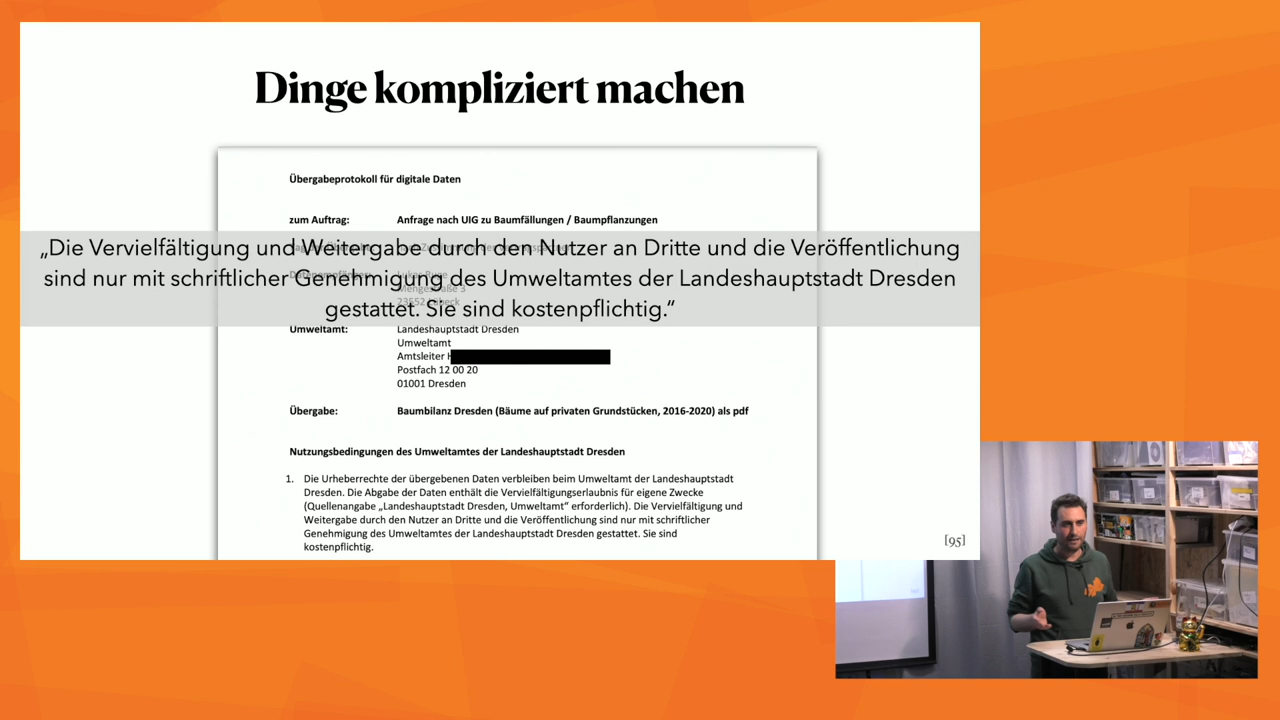 Dinge kompliziert machen
Übergabeprotokoll für digitale Daten
zum Auftrag: Anfrage nach UIG zu Baumfällungen / Baumpflanzungen
„Die Vervielfältigung und Weitergabe durch den Nutzer an Dritte und die Veröffentlichung
sind nur mit schriftlicher Genehmigung des Umweltamtes der Landeshauptstadt Dresden
gestattet. Sie sind kostenpflichtig.“
Umweltamt: Landeshauptstadt Dresden
Umweltamt
Amtsleiter
Postfach 12 00 20
01001 Dresden
Übergabe: Baumbilanz Dresden (Bäume auf privaten Grundstücken, 2016-2020) als pdf
Nutzungsbedingungen des Umweltamtes der Landeshauptstadt Dresden
1. Die Urheberrechte der übergebenen Daten verbleiben beim Umweltamt der Landeshauptstadt
Dresden. Die Abgabe der Daten enthält die Vervielfältigungserlaubnis für eigene Zwecke
(Quellenangabe „Landeshauptstadt Dresden, Umweltamt“ erforderlich). Die Vervielfältigung und
Weitergabe durch den Nutzer an Dritte und die Veröffentlichung sind nur mit schriftlicher
Genehmigung des Umweltamtes der Landeshauptstadt Dresden gestattet. Sie sind
kostenpflichtig.
[95]